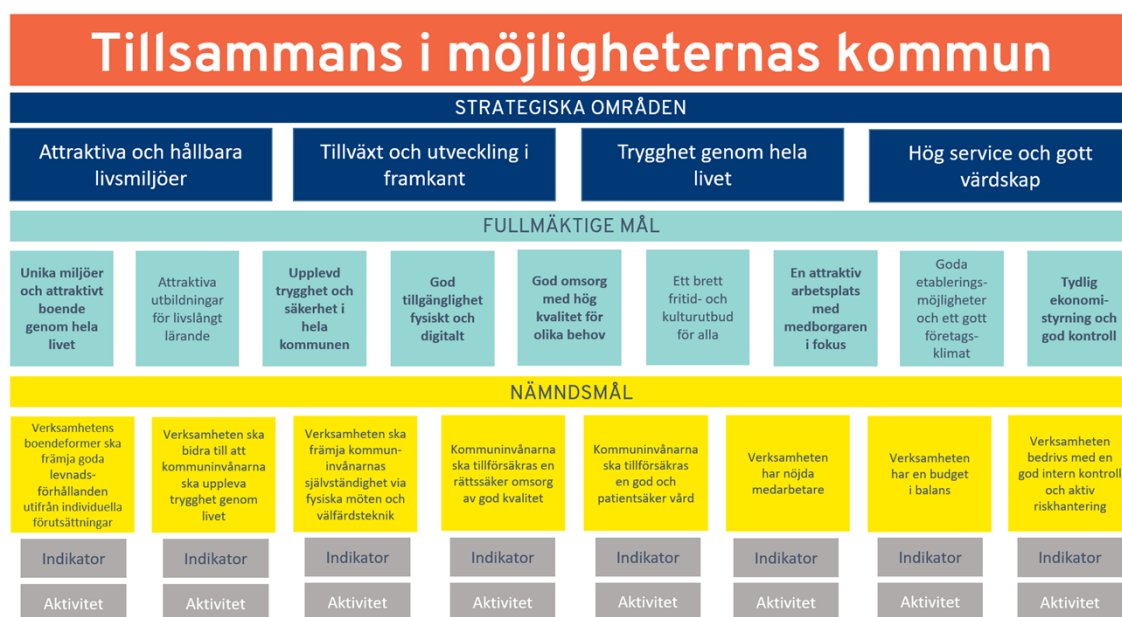 Tillsammans i möjligheternas kommun
STRATEGISKA OMRÅDEN
Attraktiva och hållbara
livsmiljöer
Tillväxt och utveckling i
framkant
Trygghet genom hela
livet
Hög service och gott
värdskap
FULLMÄKTIGE MÅL
Unika miljöer
och attraktivt
boende
genom hela
livet
Attraktiva
utbildningar
för livslångt
lärande
Upplevd
trygghet och
säkerhet i
hela
kommunen
God
tillgänglighet
fysiskt och
digitalt
God omsorg
med hög
kvalitet för
olika behov
Ett brett
fritid- och
kulturutbud
för alla
En attraktiv
arbetsplats
med
medborgaren
i fokus
Goda
etablerings-
möjligheter
och ett gott
företags-
klimat
Tydlig
ekonomi-
styrning och
god kontroll
NÄMNDSMÅL
Verksamhetens
boendeformer ska
främja goda
levnads-
förhållanden
utifrån individuella
förutsättningar
Verksamheten ska
bidra till att
kommuninvånarna
ska uppleva
trygghet genom
livet
Verksamheten ska
främja kommun-
invånarnas
självständighet via
fysiska möten och
välfärdsteknik
Kommuninvånarna
ska tillförsäkras en
rättssäker omsorg
av god kvalitet
Kommuninvånarna
ska tillförsäkras
en god och
patientsäker vård
Verksamheten
har nöjda
medarbetare
Verksamheten
har en budget
i balans
Verksamheten
bedrivs med en
god intern kontroll
och aktiv
riskhantering
Indikator
Indikator
Indikator
Indikator
Indikator
Indikator
Indikator
Indikator
Aktivitet
Aktivitet
Aktivitet
Aktivitet
Aktivitet
Aktivitet
Aktivitet
Aktivitet